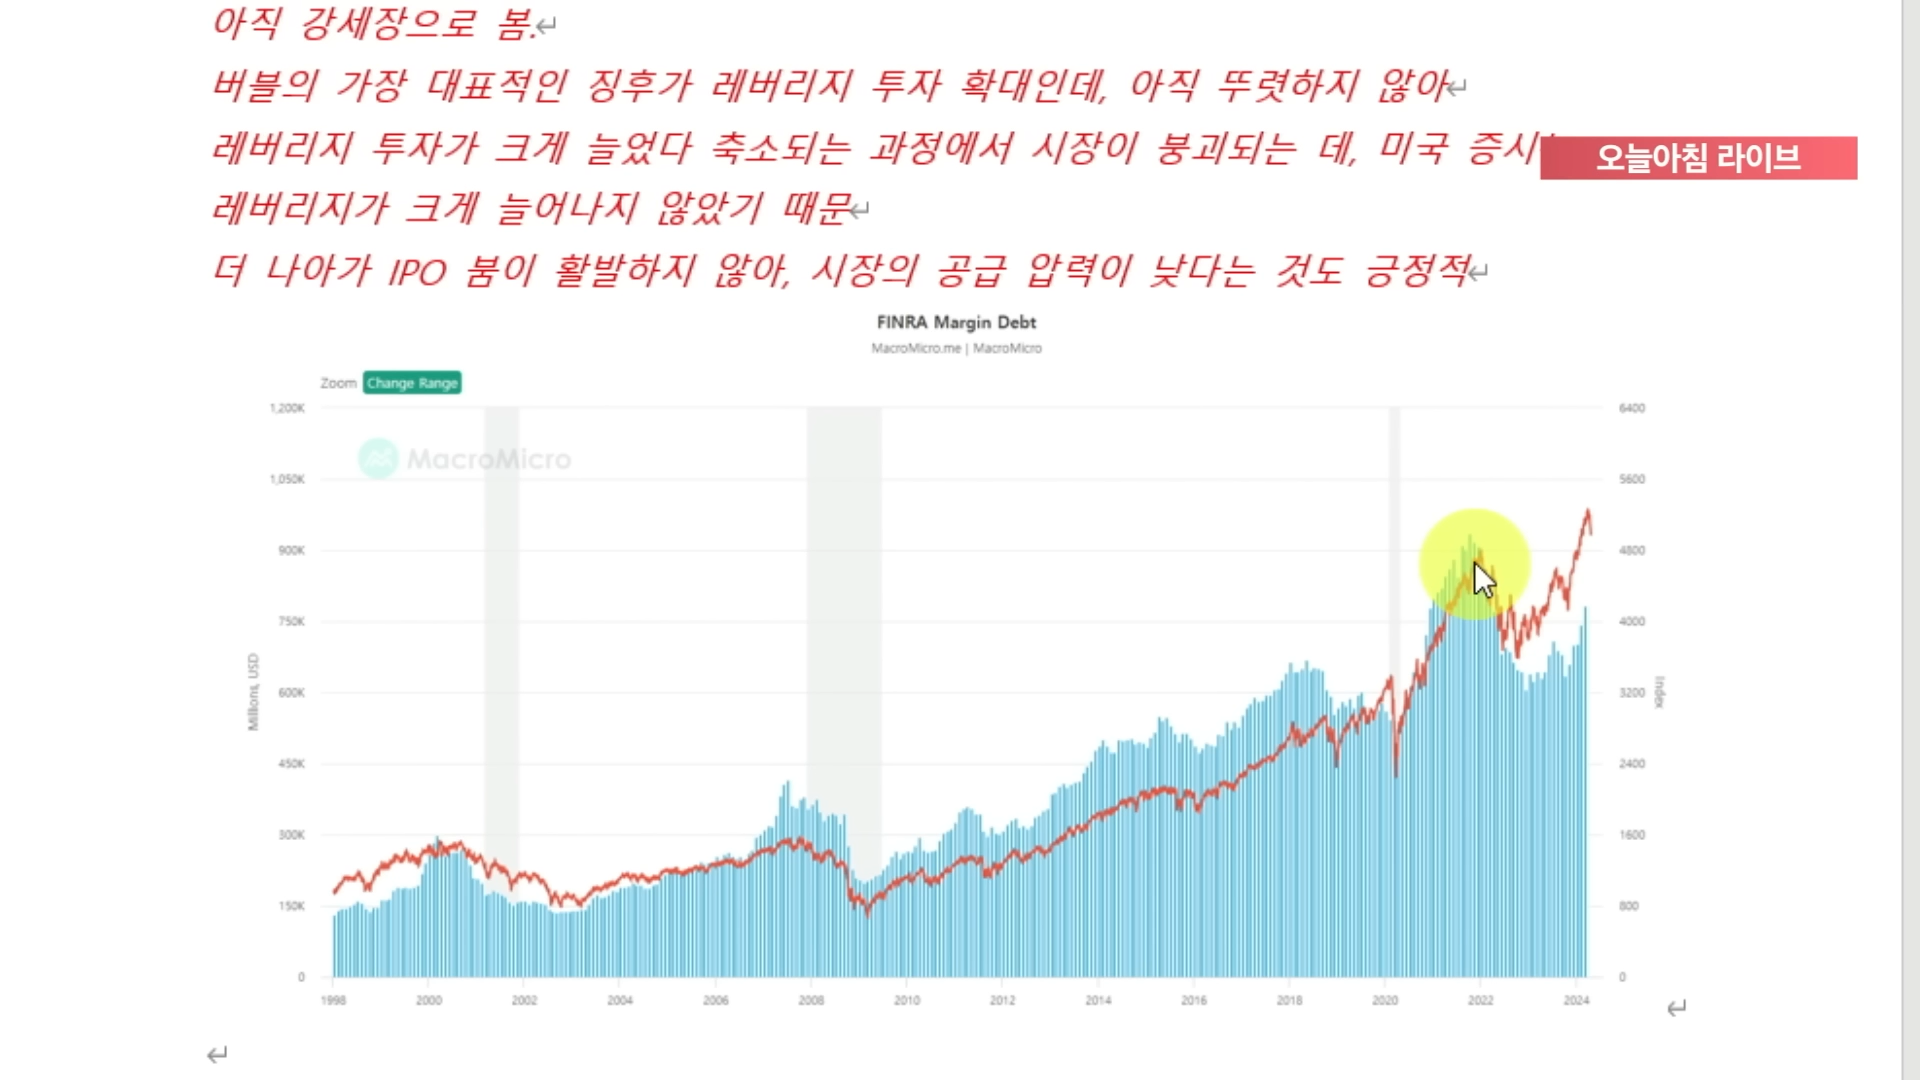 아직 강세장으로 봄.
버블의 가장 대표적인 징후가 레버리지 투자 확대인데, 아직 뚜렷하지 않아
레버리지 투자가 크게 늘었다 축소되는 과정에서 시장이 붕괴되는 데, 미국 증시
오늘아침 라이브
레버리지가 크게 늘어나지 않았기 때문
더 나아가 IPO 붐이 활발하지 않아, 시장의 공급 압력이 낮다는 것도 긍정적
FINRA Margin Debt
MacroMicro.me | MacroMicro
Zoom Change Range
MacroMicro
1,200K
1,050K
900K
750K
600K
450K
300K
150K
0
Millions, USD
6400
5600
4800
4000
3200
2400
1600
800
0
Index
1998 2000 2002 2004 2006 2008 2010 2012 2014 2016 2018 2020 2022 2024